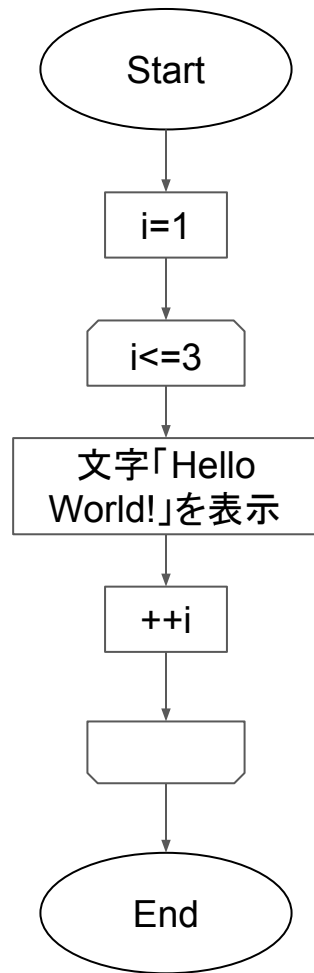 Start
i=1
i<=3
文字「Hello
World!」を表示
++i
End